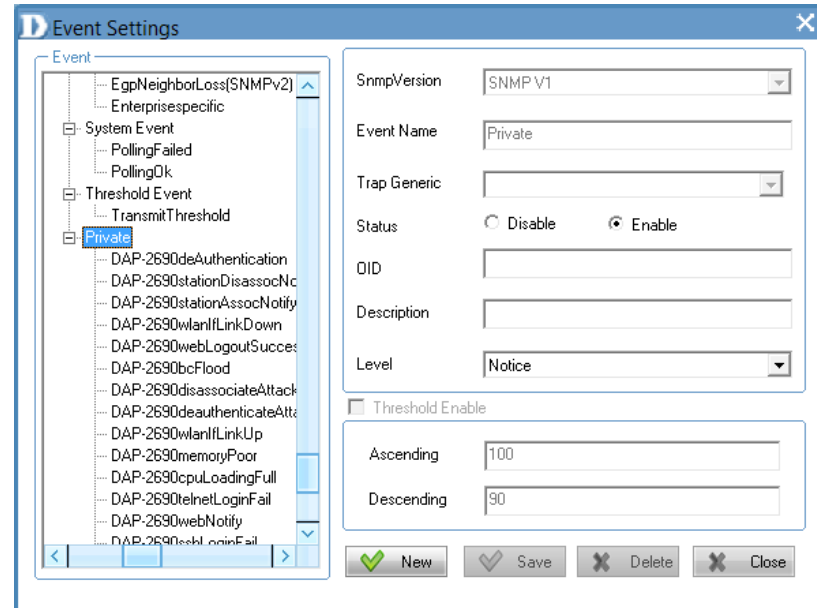 D Event Settings
Event
EgpNeighborLoss(SNMPv2)
Enterprisespecific
System Event
PollingFailed
PollingOk
Threshold Event
TransmitThreshold
Private
DAP-2690deAuthentication
DAP-2690stationDisassocNo
DAP-2690stationAssocNotify
DAP-2690wlanIfLinkDown
DAP-2690webLogoutSucces
DAP-2690bcFlood
DAP-2690disassociateAttack
DAP-2690deauthenticateAtta
DAP-2690wlanIfLinkUp
DAP-2690memoryPoor
DAP-2690cpuLoadingFull
DAP-2690telnetLoginFail
DAP-2690webNotify
DAP-2690sshLoginFail
SnmpVersion SNMP V1
Event Name Private
Trap Generic
Status Disable Enable
OID
Description
Level Notice
Threshold Enable
Ascending 100
Descending 90
New Save Delete Close